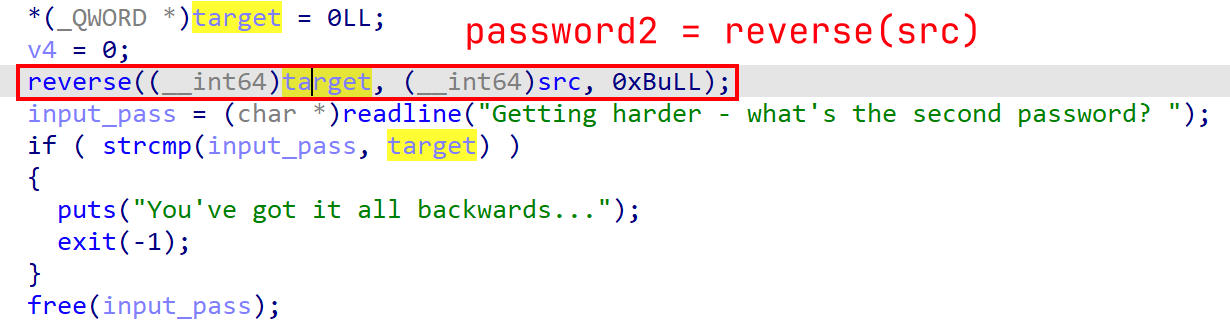 *(_QWORD *)target = 0LL;
password2 = reverse(src)
v4 = 0;
reverse((__int64)target, (__int64)src, 0xBuLL);
input_pass = (char *)readline("Getting harder - what's the second password? ");
if ( strcmp(input_pass, target) )
{
puts("You've got it all backwards...");
exit(-1);
}
free(input_pass);